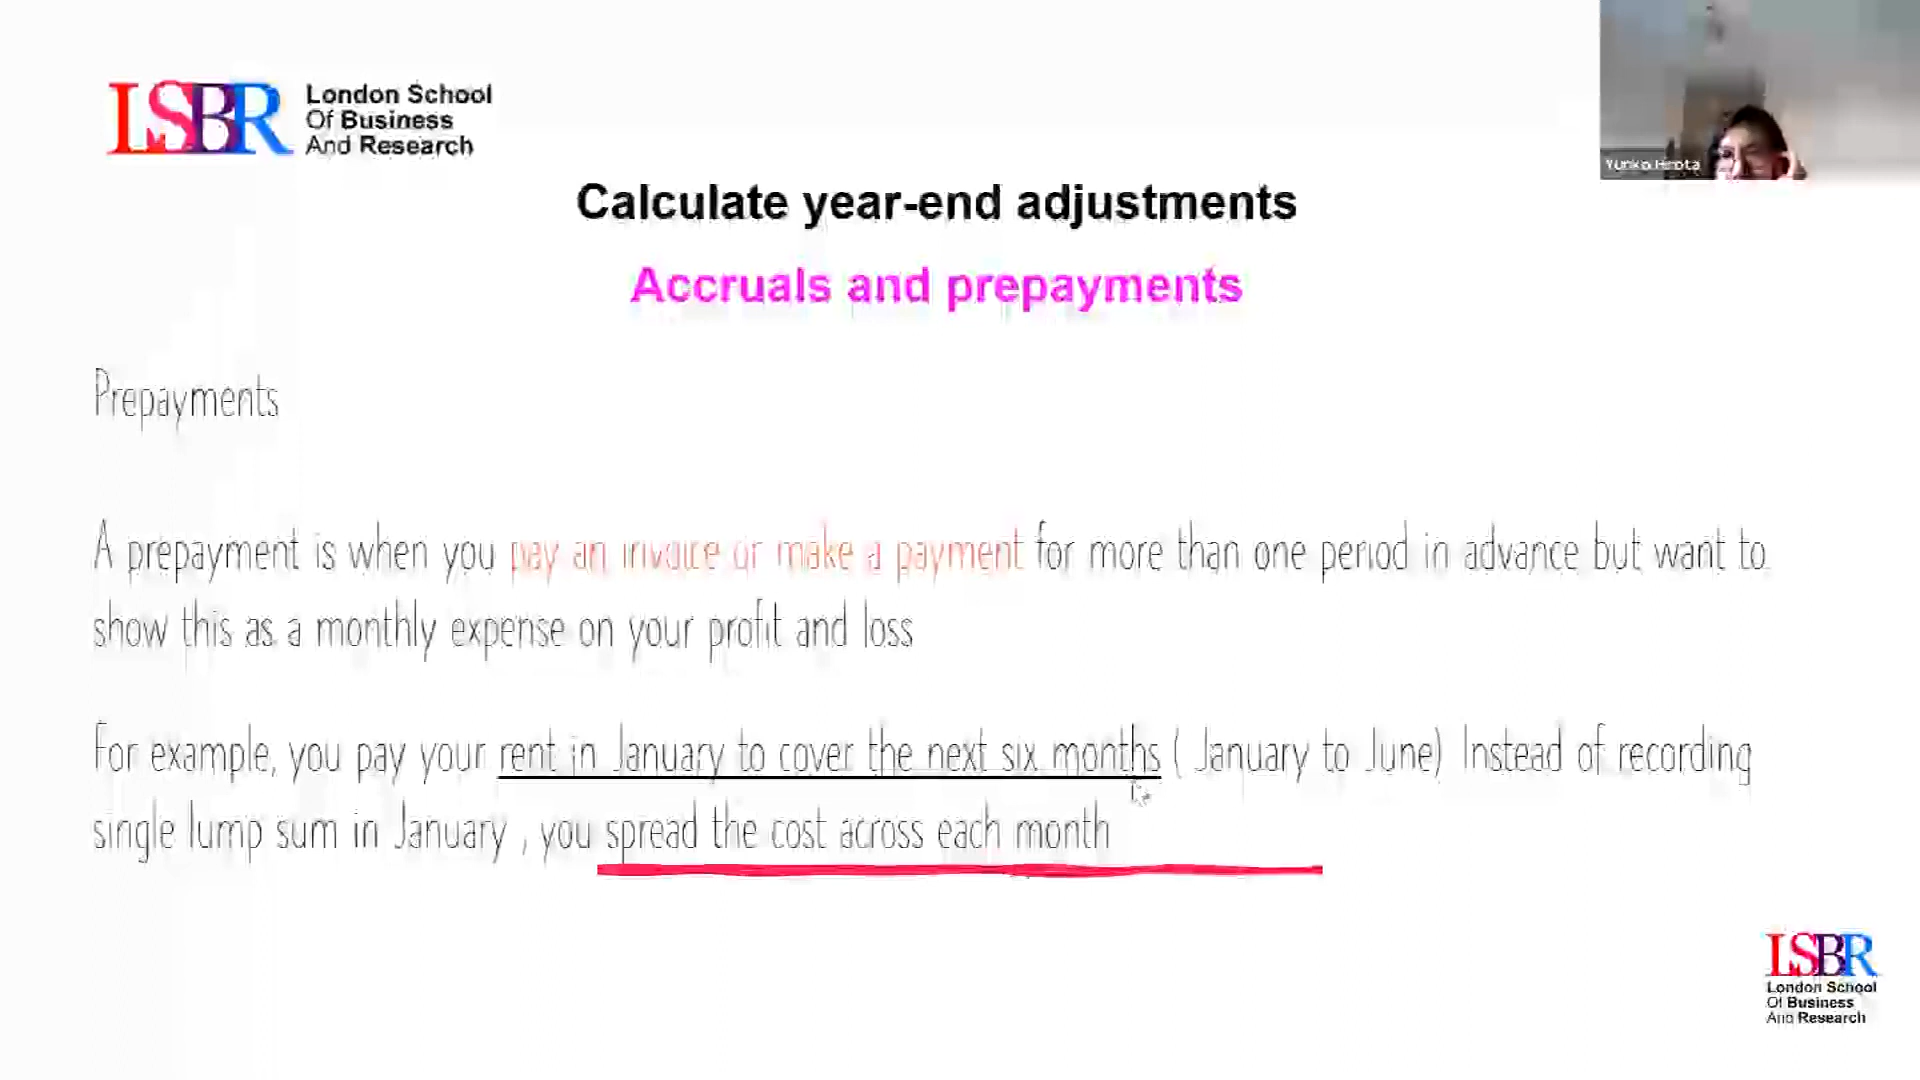 LSBR London School
Of Business
And Research
Yuriko Hirota
Calculate year-end adjustments
Accruals and prepayments
Prepayments
A prepayment is when you pay an invoice or make a payment for more than one period in advance but want to
show this as a monthly expense on your profit and loss
For example, you pay your rent in January to cover the next six months ( January to June) Instead of recording
single lump sum in January , you spread the cost across each month
LSBR
London School
Of Business
And Research